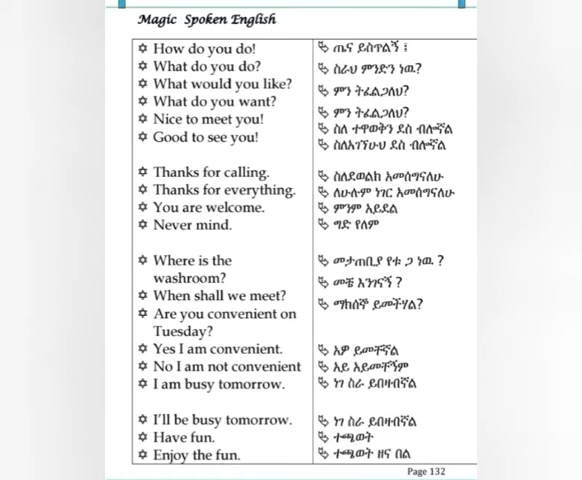 Magic Spoken English
How do you do!
What do you do?
What would you like?
What do you want?
Nice to meet you!
Good to see you!
Thanks for calling.
Thanks for everything.
You are welcome.
Never mind.
Where is the
washroom?
When shall we meet?
Are you convenient on
Tuesday?
Yes I am convenient.
No I am not convenient
I am busy tomorrow.
I'll be busy tomorrow.
Have fun.
Enjoy the fun.
ጤና ይስጥልኝ ፤
ስራህ ምንድን ነዉ?
ምን ትፈልጋለህ?
ምን ትፈልጋለህ?
ስለ ተዋወቅን ደስ ብሎኛል
ስለአገኘሁህ ደስ ብሎኛል
ስለደወልክ አመሰግናለሁ
ለሁሉም ነገር አመሰግናለሁ
ምንም አይደል
ግድ የለም
መታጠቢያ የቱ ጋ ነዉ ?
መቼ እንገናኝ ?
ማክሰኞ ይመችሃል?
አዎ ይመቸኛል
አይ አይመቸኝም
ነገ ስራ ይበዛብኛል
ነገ ስራ ይበዛብኛል
ተጫወት
ተጫወት ዘና በል
Page 132